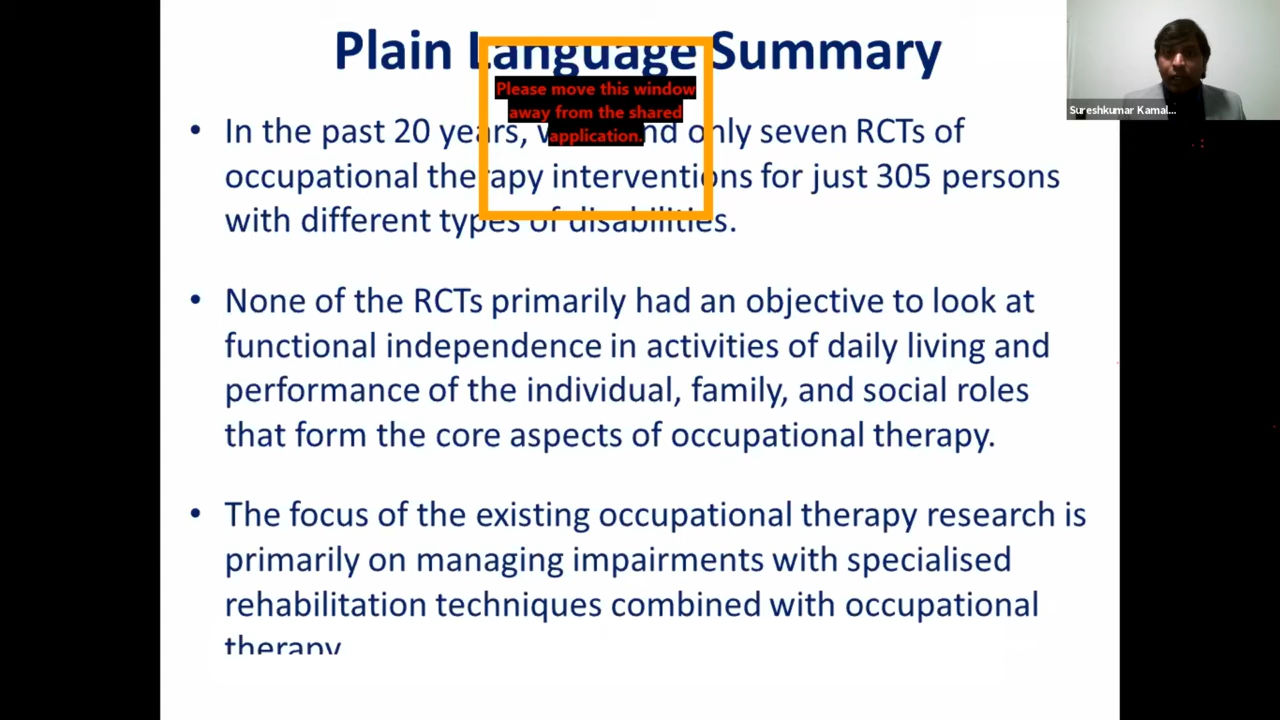 Plain Language Summary
Please move this window
away from the shared
application.
• In the past 20 years, nd only seven RCTs of
occupational therapy interventions for just 305 persons
with different types of disabilities.
• None of the RCTs primarily had an objective to look at
functional independence in activities of daily living and
performance of the individual, family, and social roles
that form the core aspects of occupational therapy.
• The focus of the existing occupational therapy research is
primarily on managing impairments with specialised
rehabilitation techniques combined with occupational
therapy
Sureshkumar Kamal...